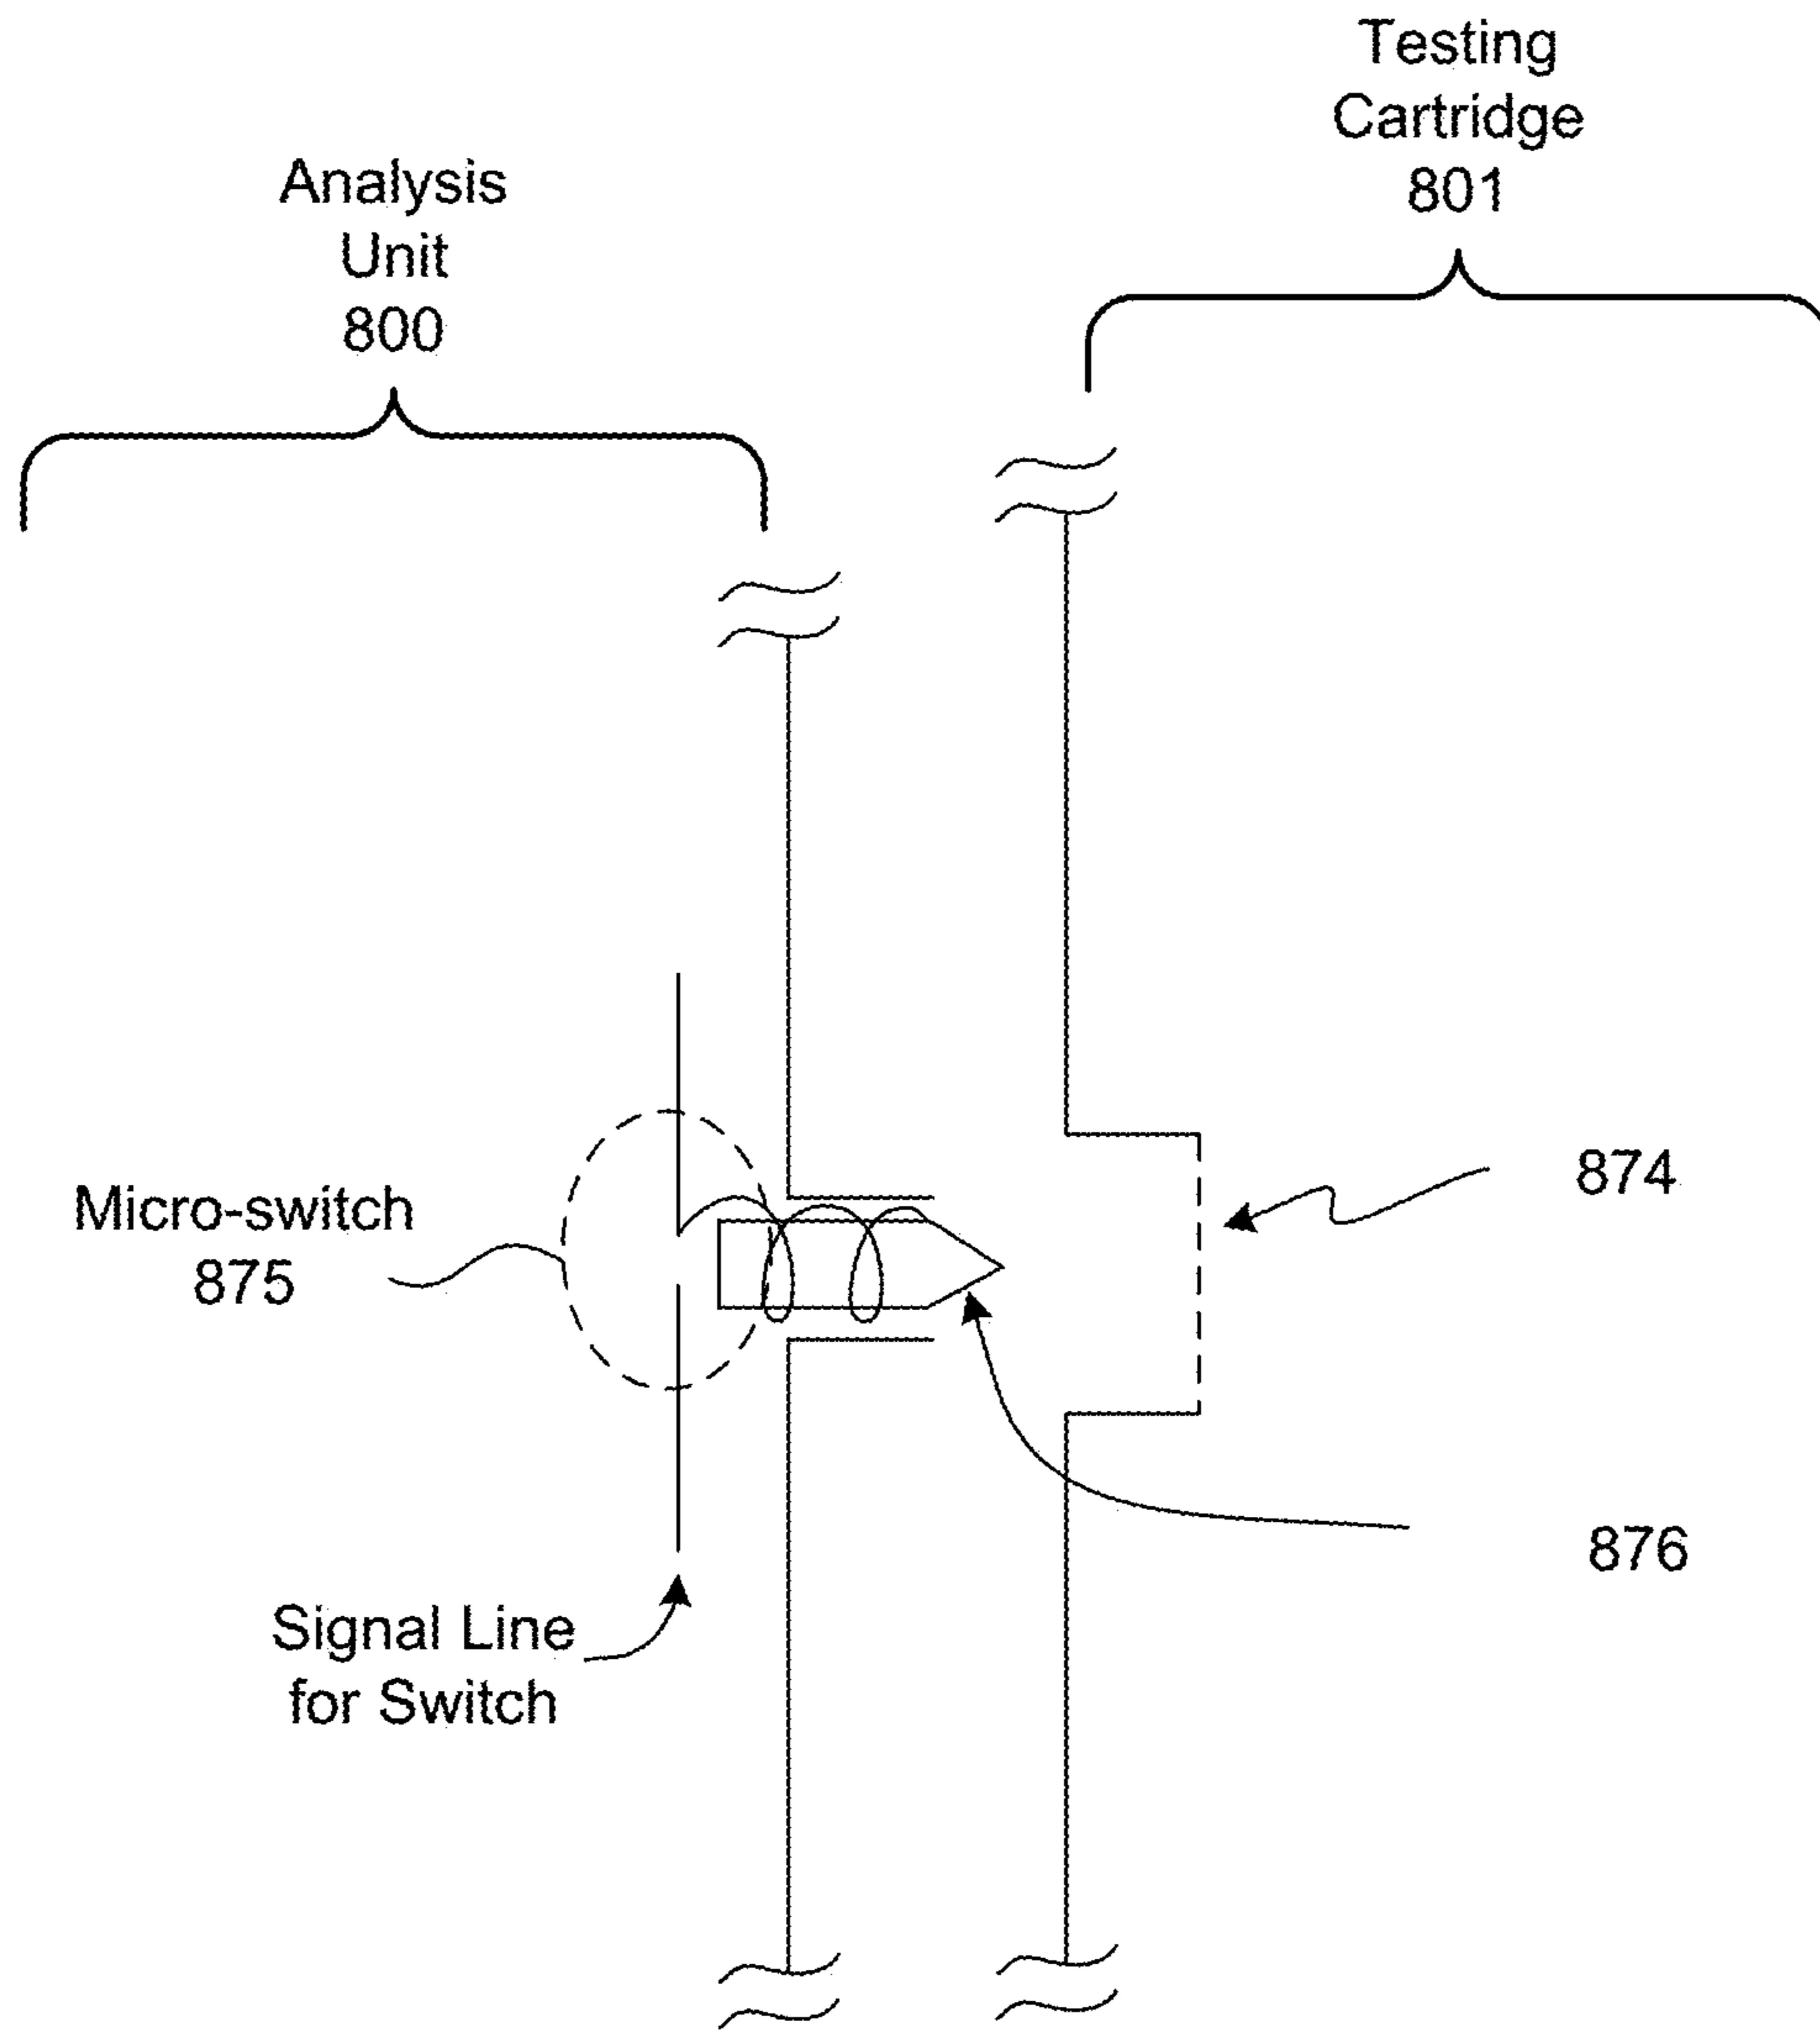 Testing
Cartridge
801
Analysis
Unit
800
874
Micro-switch
875
876
Signal Line
for Switch